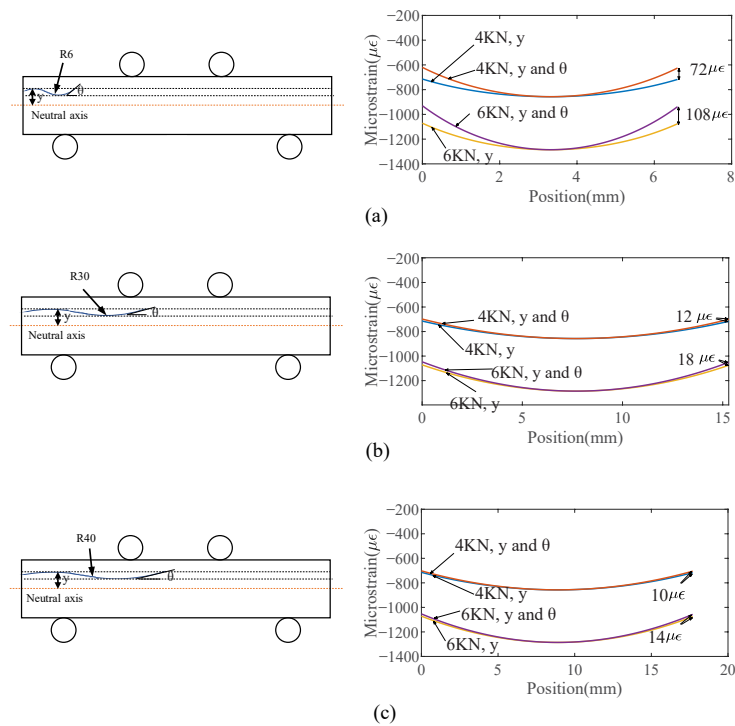 R6
θ
y
Neutral axis
Microstrain(με)
−200
−400
−600
−800
−1000
−1200
−1400
4KN, y
4KN, y and θ
72με
6KN, y and θ
108με
6KN, y
0 2 4 6 8
Position(mm)
(a)
R30
θ
y
Neutral axis
Microstrain(με)
−200
−400
−600
−800
−1000
−1200
4KN, y and θ
12 με
4KN, y
6KN, y and θ
18 με
6KN, y
0 5 10 15
Position(mm)
(b)
R40
θ
y
Neutral axis
Microstrain(με)
−200
−400
−600
−800
−1000
−1200
−1400
4KN, y and θ
4KN, y
10με
6KN, y and θ
6KN, y
14με
0 5 10 15 20
Position(mm)
(c)